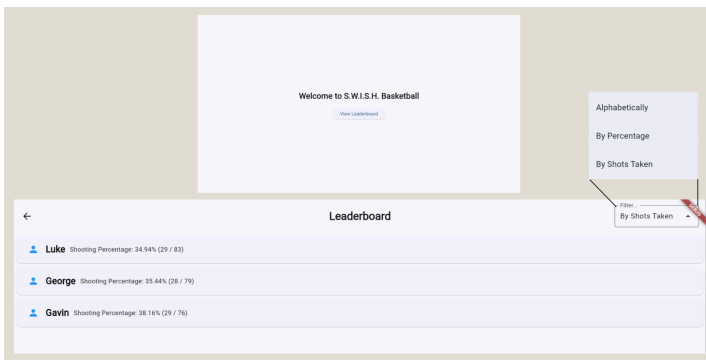 Welcome to S.W.I.S.H. Basketball
View Leaderboard
Alphabetically
By Percentage
By Shots Taken
Leaderboard
Filter...
By Shots Taken
Luke Shooting Percentage: 34.94% (29 / 83)
George Shooting Percentage: 35.44% (28 / 79)
Gavin Shooting Percentage: 38.16% (29 / 76)